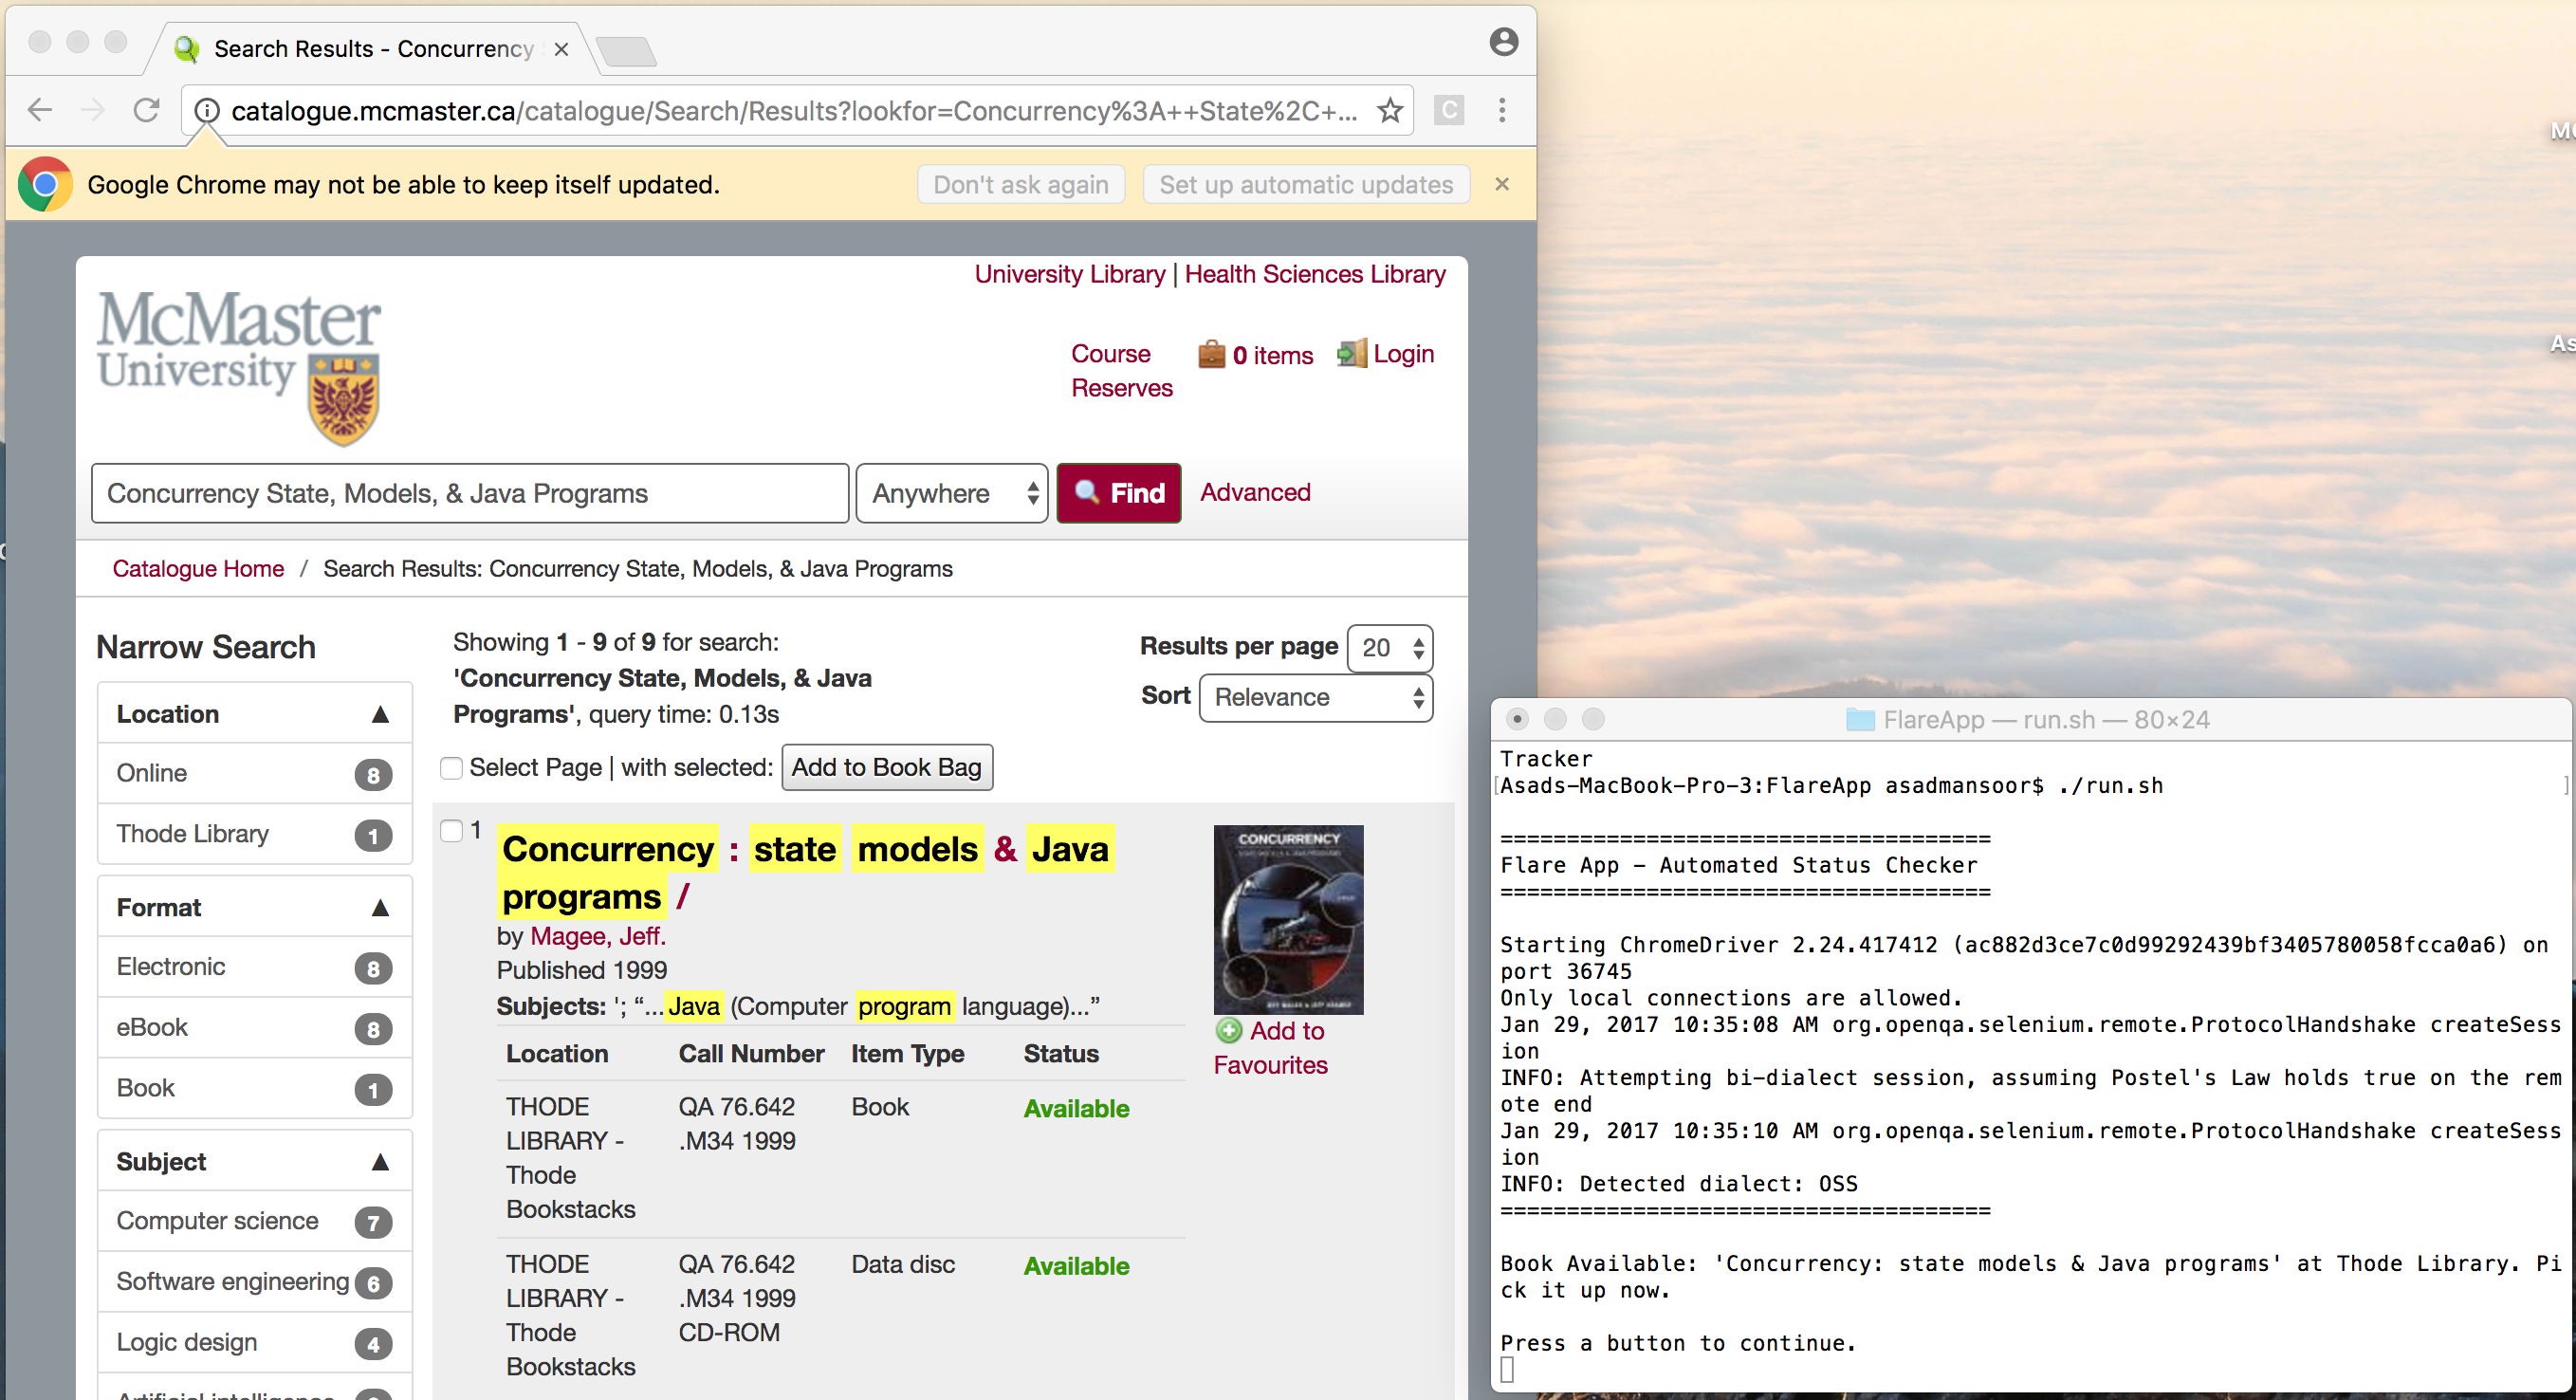 Search Results - Concurrency
catalogue.mcmaster.ca/catalogue/Search/Results?lookfor=Concurrency%3A++State%2C+...
C
Google Chrome may not be able to keep itself updated.
Don't ask again
Set up automatic updates
University Library | Health Sciences Library
McMaster
University
Course
Reserves
0 items
Login
Concurrency State, Models, & Java Programs
Anywhere
Find
Advanced
Catalogue Home / Search Results: Concurrency State, Models, & Java Programs
Narrow Search
Location
Online 8
Thode Library 1
Format
Electronic 8
eBook 8
Book 1
Subject
Computer science 7
Software engineering 6
Logic design 4
Showing 1 - 9 of 9 for search:
'Concurrency State, Models, & Java
Programs', query time: 0.13s
Results per page 20
Sort Relevance
Select Page | with selected: Add to Book Bag
1
Concurrency : state models & Java
programs /
by Magee, Jeff.
Published 1999
Subjects: '; “... Java (Computer program language)...”
CONCURRENCY
Add to
Favourites
Location Call Number Item Type Status
THODE QA 76.642 Book Available
LIBRARY - .M34 1999
Thode
Bookstacks
THODE QA 76.642 Data disc Available
LIBRARY - .M34 1999
Thode CD-ROM
Bookstacks
FlareApp — run.sh — 80×24
Tracker
[Asads-MacBook-Pro-3:FlareApp asadmansoor$ ./run.sh ]
=====================================
Flare App - Automated Status Checker
=====================================
Starting ChromeDriver 2.24.417412 (ac882d3ce7c0d99292439bf3405780058fcca0a6) on
port 36745
Only local connections are allowed.
Jan 29, 2017 10:35:08 AM org.openqa.selenium.remote.ProtocolHandshake createSess
ion
INFO: Attempting bi-dialect session, assuming Postel's Law holds true on the rem
ote end
Jan 29, 2017 10:35:10 AM org.openqa.selenium.remote.ProtocolHandshake createSess
ion
INFO: Detected dialect: OSS
=====================================
Book Available: 'Concurrency: state models & Java programs' at Thode Library. Pi
ck it up now.
Press a button to continue.